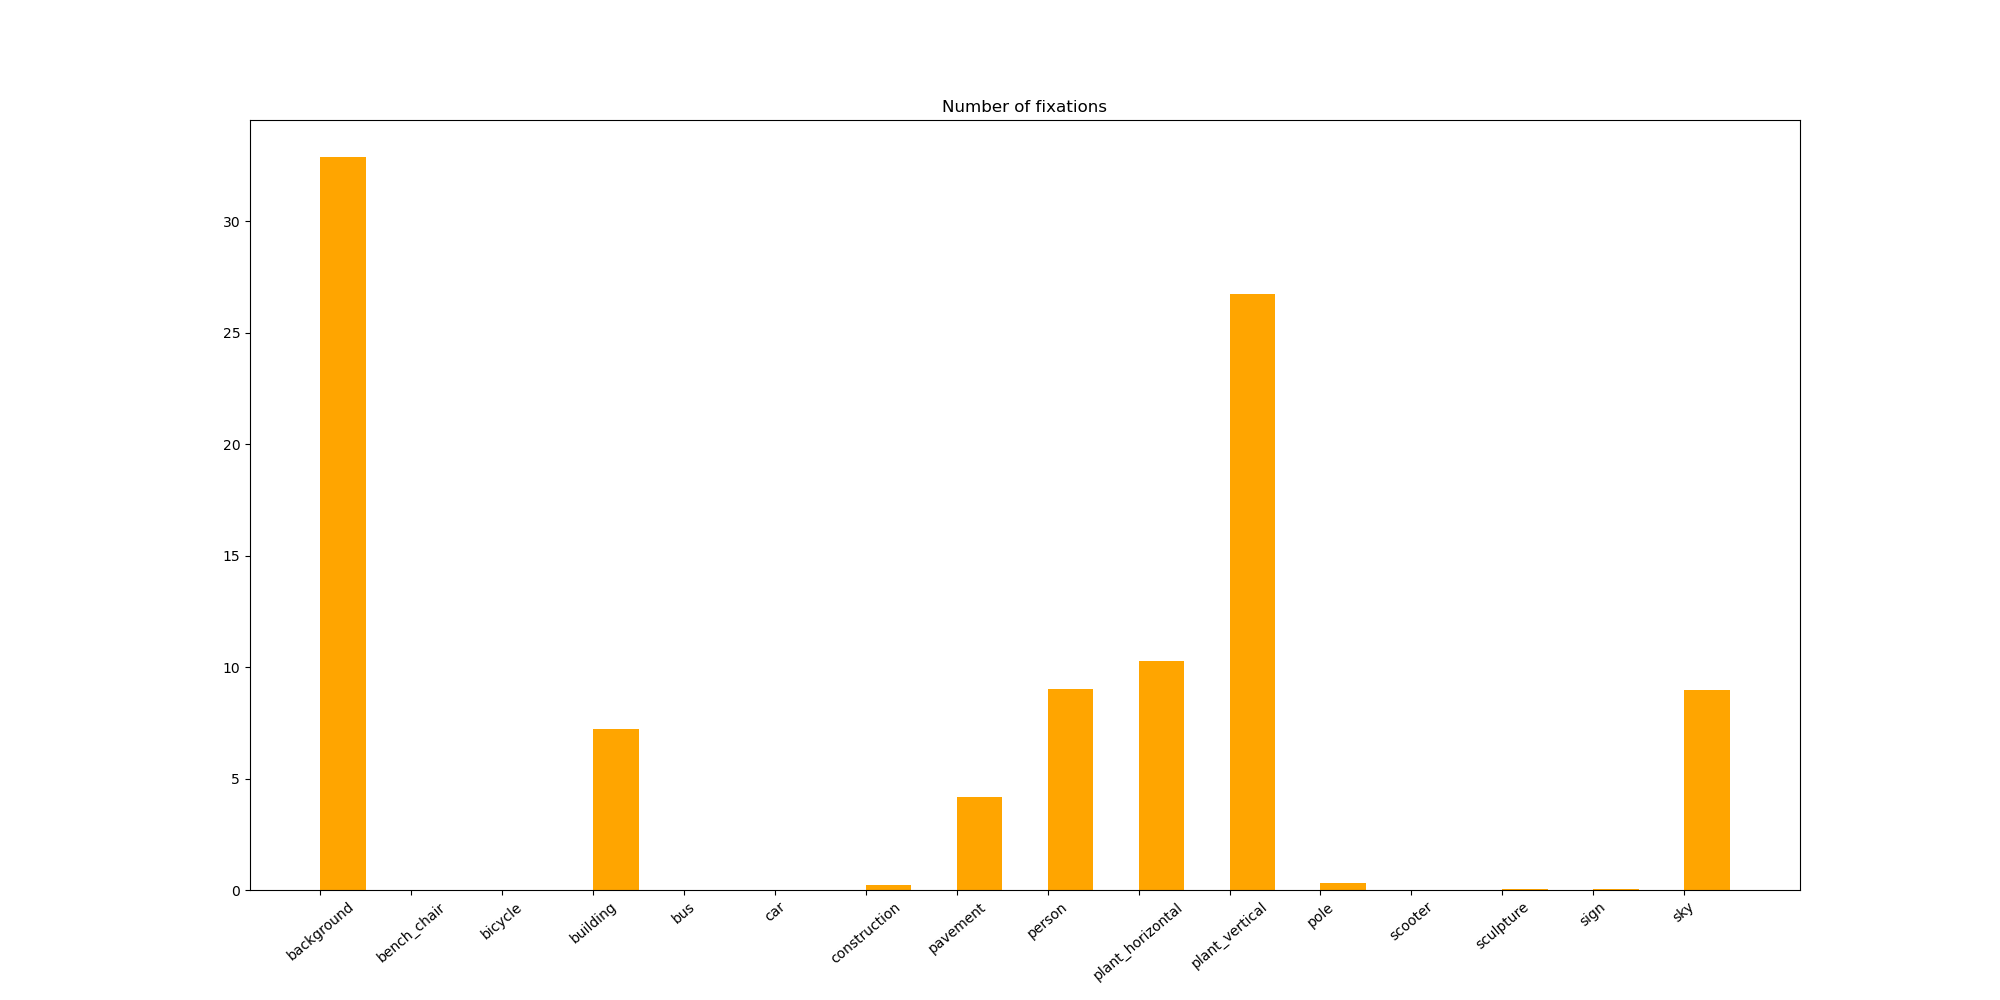 Number of fixations
30
25
20
15
10
5
0
background
bench_chair
bicycle
building
bus
car
construction
pavement
person
plant_horizontal
plant_vertical
pole
scooter
sculpture
sign
sky